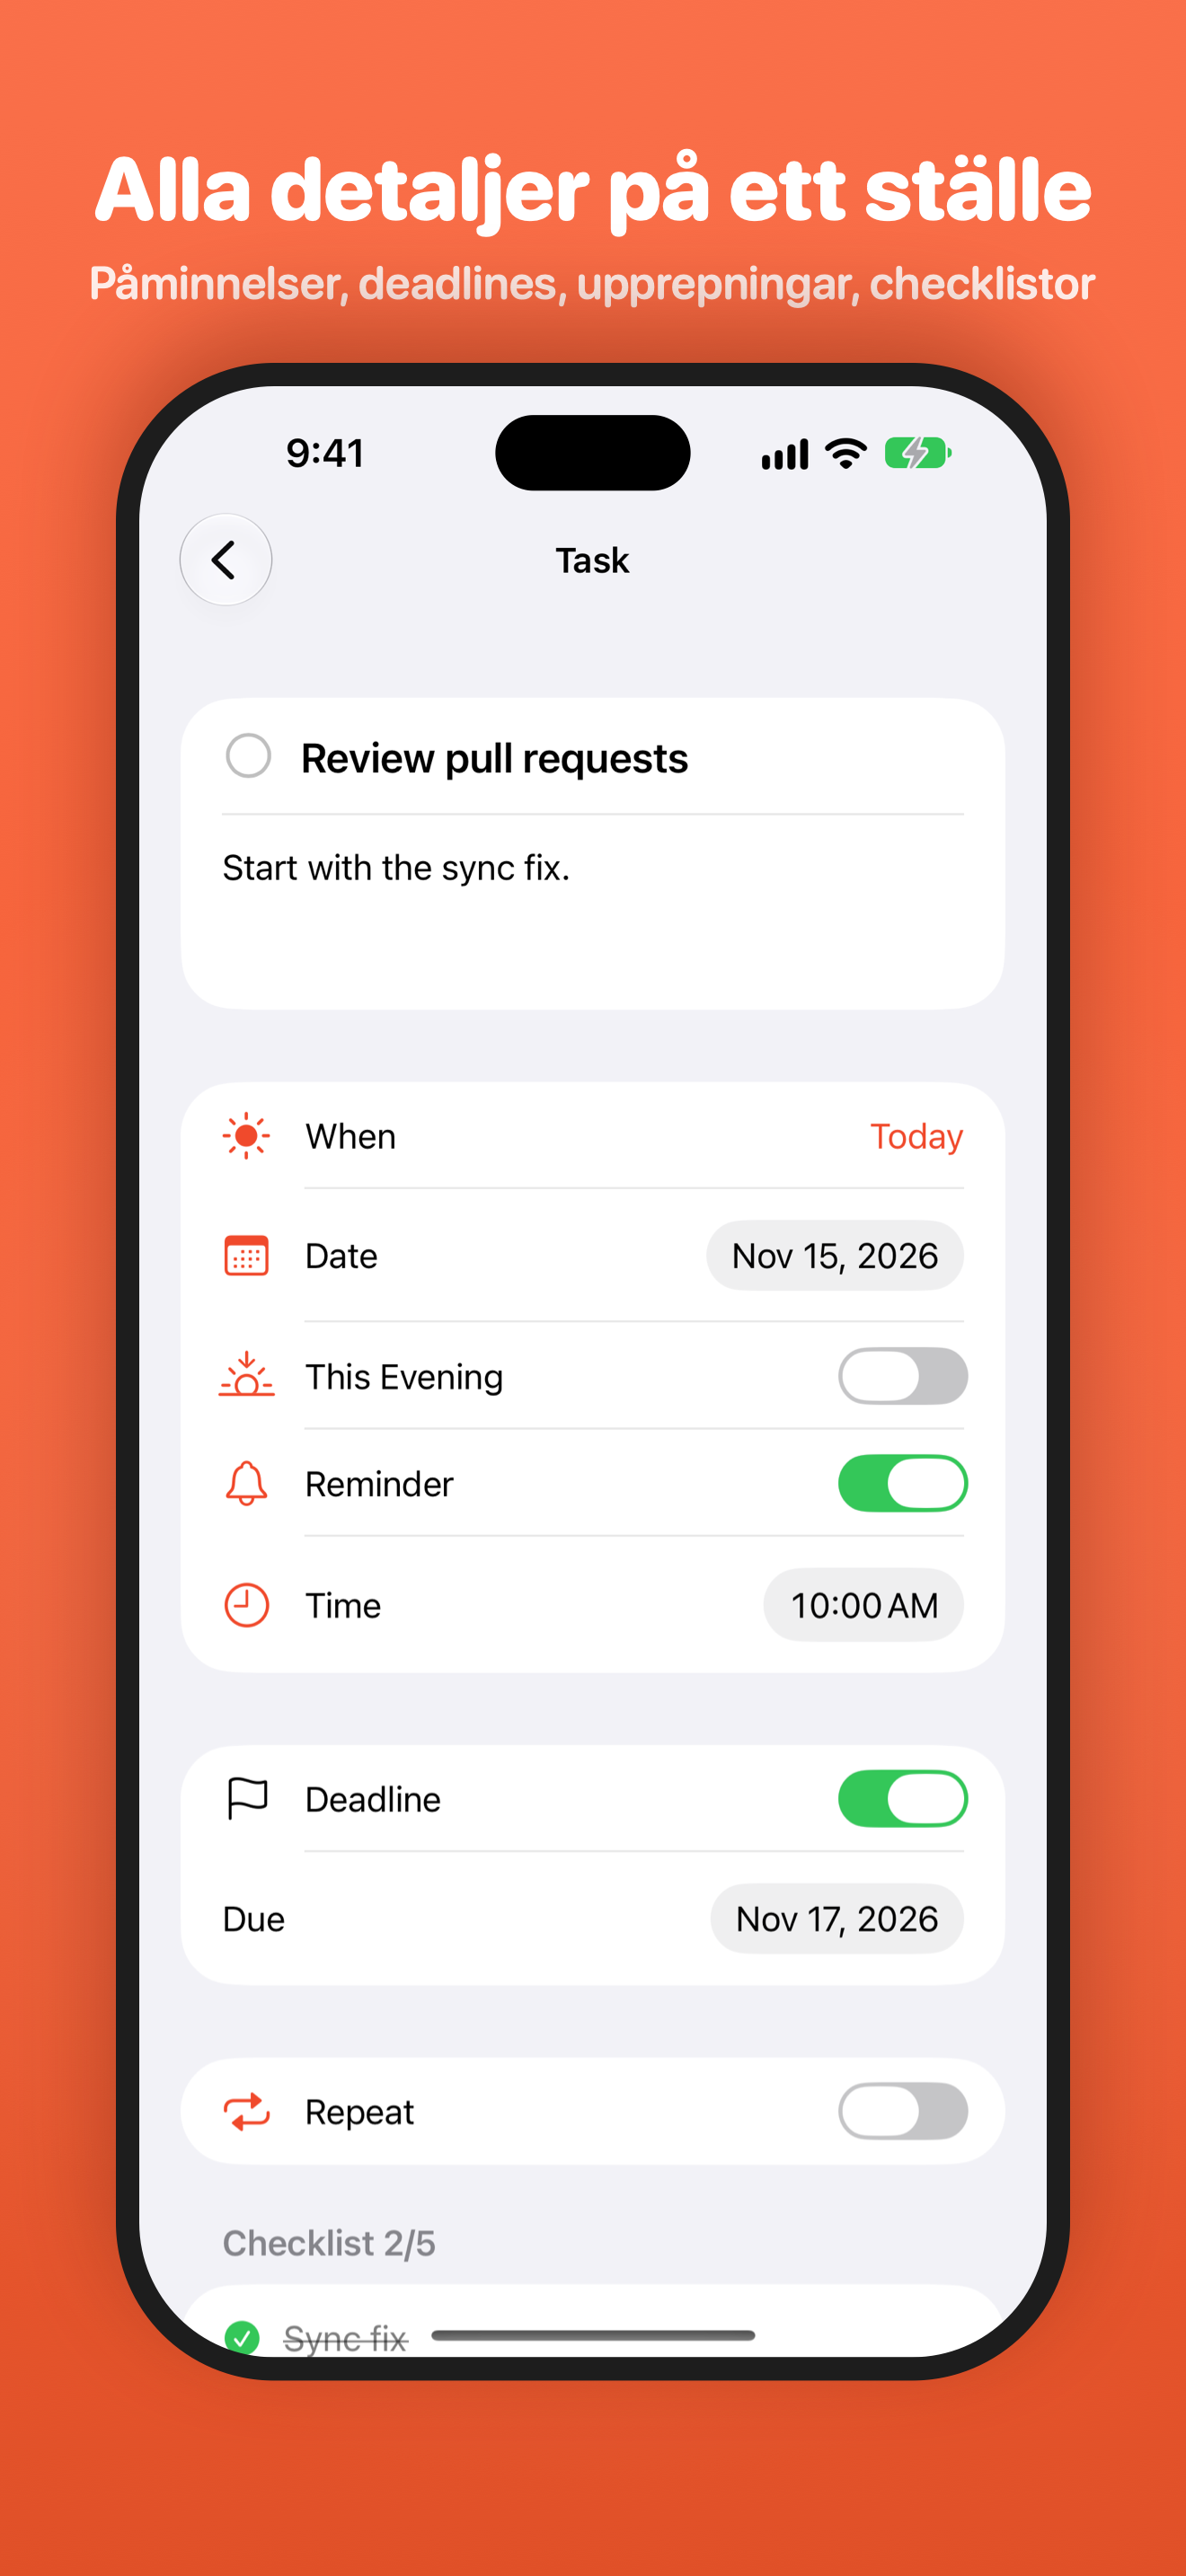 Alla detaljer på ett ställe
Påminnelser, deadlines, upprepningar, checklistor
9:41
Task
Review pull requests
Start with the sync fix.
When Today
Date Nov 15, 2026
This Evening
Reminder
Time 10:00 AM
Deadline
Due Nov 17, 2026
Repeat
Checklist 2/5
Sync fix